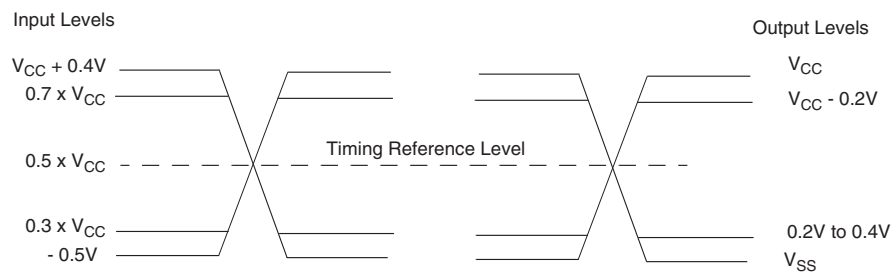 Input Levels
Output Levels
V_CC + 0.4V
0.7 x V_CC
0.5 x V_CC
0.3 x V_CC
- 0.5V
Timing Reference Level
V_CC
V_CC - 0.2V
0.2V to 0.4V
V_SS